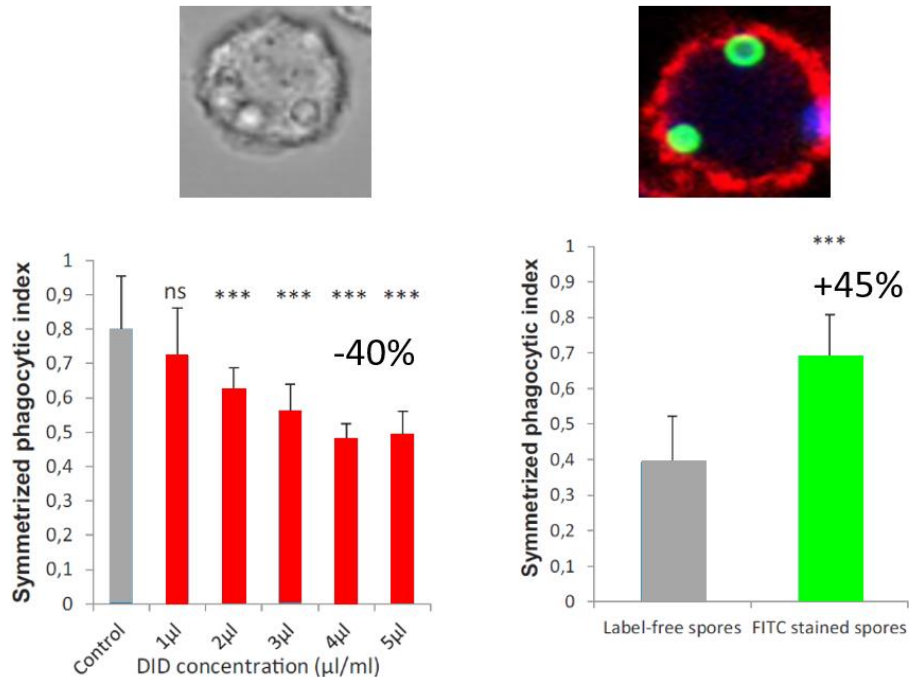 Symmetrized phagocytic index
1
0,9
0,8
0,7
0,6
0,5
0,4
0,3
0,2
0,1
0
ns
***
***
***
***
-40%
Control
1µl
2µl
3µl
4µl
5µl
DID concentration (µl/ml)
Symmetrized phagocytic index
1
0,9
0,8
0,7
0,6
0,5
0,4
0,3
0,2
0,1
0
***
+45%
Label-free spores
FITC stained spores